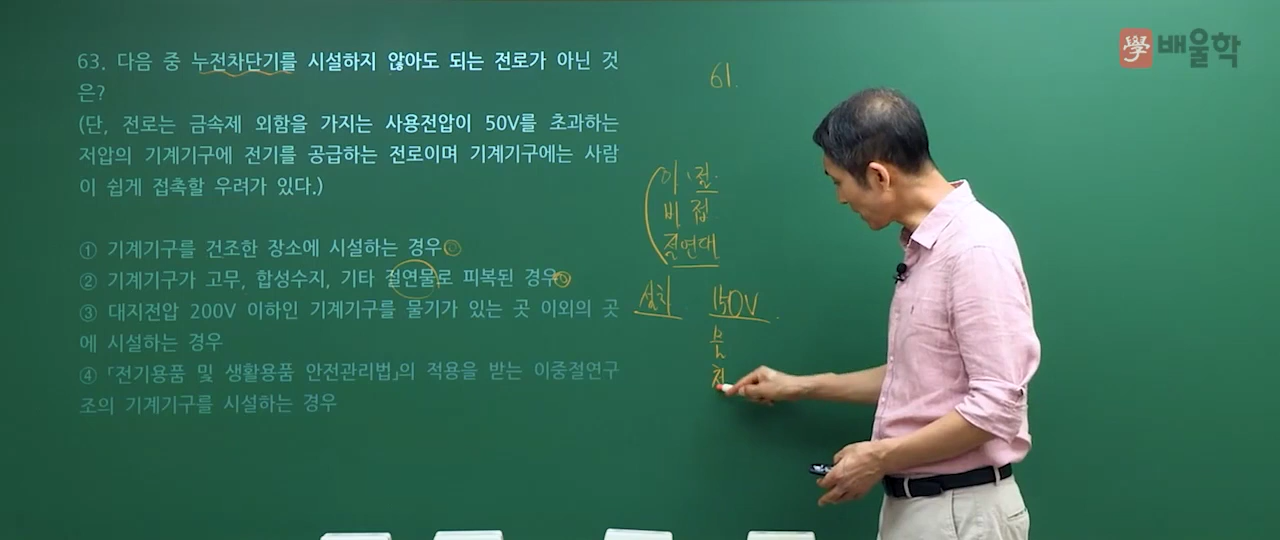 學 배울학
63. 다음 중 누전차단기를 시설하지 않아도 되는 전로가 아닌 것
은?
(단, 전로는 금속제 외함을 가지는 사용전압이 50V를 초과하는
저압의 기계기구에 전기를 공급하는 전로이며 기계기구에는 사람
이 쉽게 접촉할 우려가 있다.)
① 기계기구를 건조한 장소에 시설하는 경우
② 기계기구가 고무, 합성수지, 기타 절연물로 피복된 경우
③ 대지전압 200V 이하인 기계기구를 물기가 있는 곳 이외의 곳
에 시설하는 경우
④ 「전기용품 및 생활용품 안전관리법」의 적용을 받는 이중절연구
조의 기계기구를 시설하는 경우
61.
이, 절.
비 접
절연대
설치 150V
물